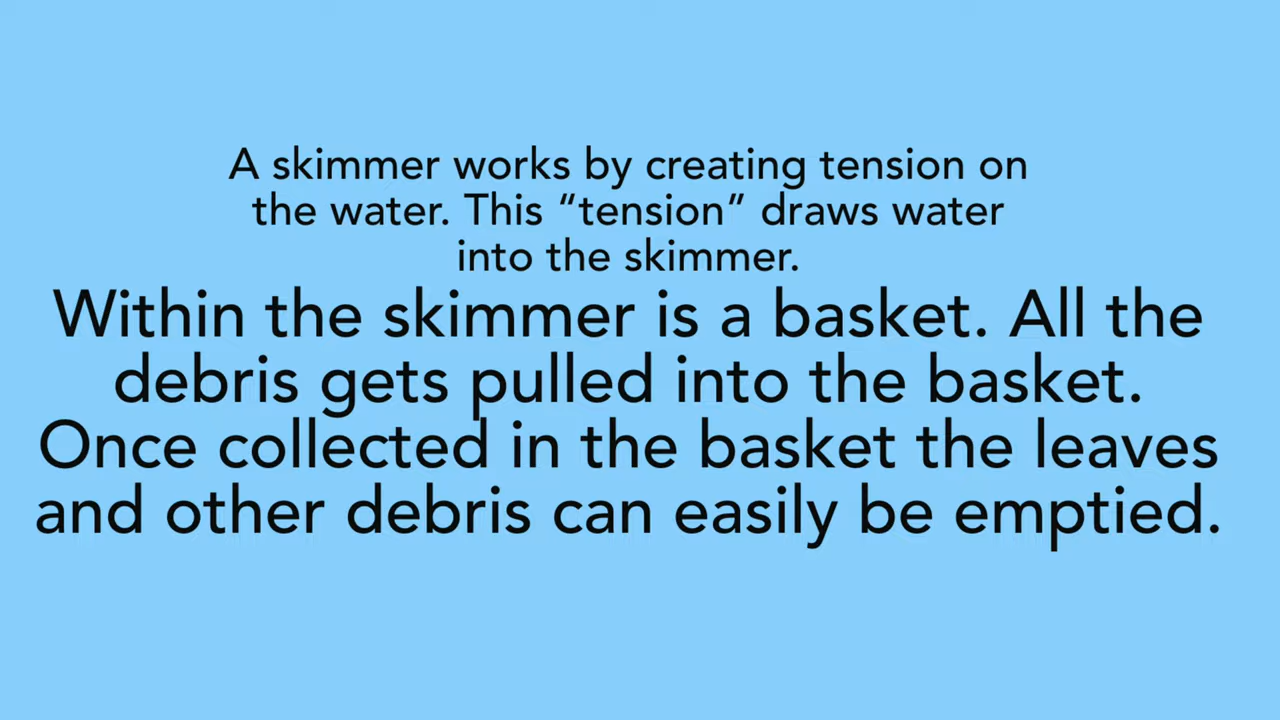 A skimmer works by creating tension on
the water. This “tension” draws water
into the skimmer.
Within the skimmer is a basket. All the
debris gets pulled into the basket.
Once collected in the basket the leaves
and other debris can easily be emptied.